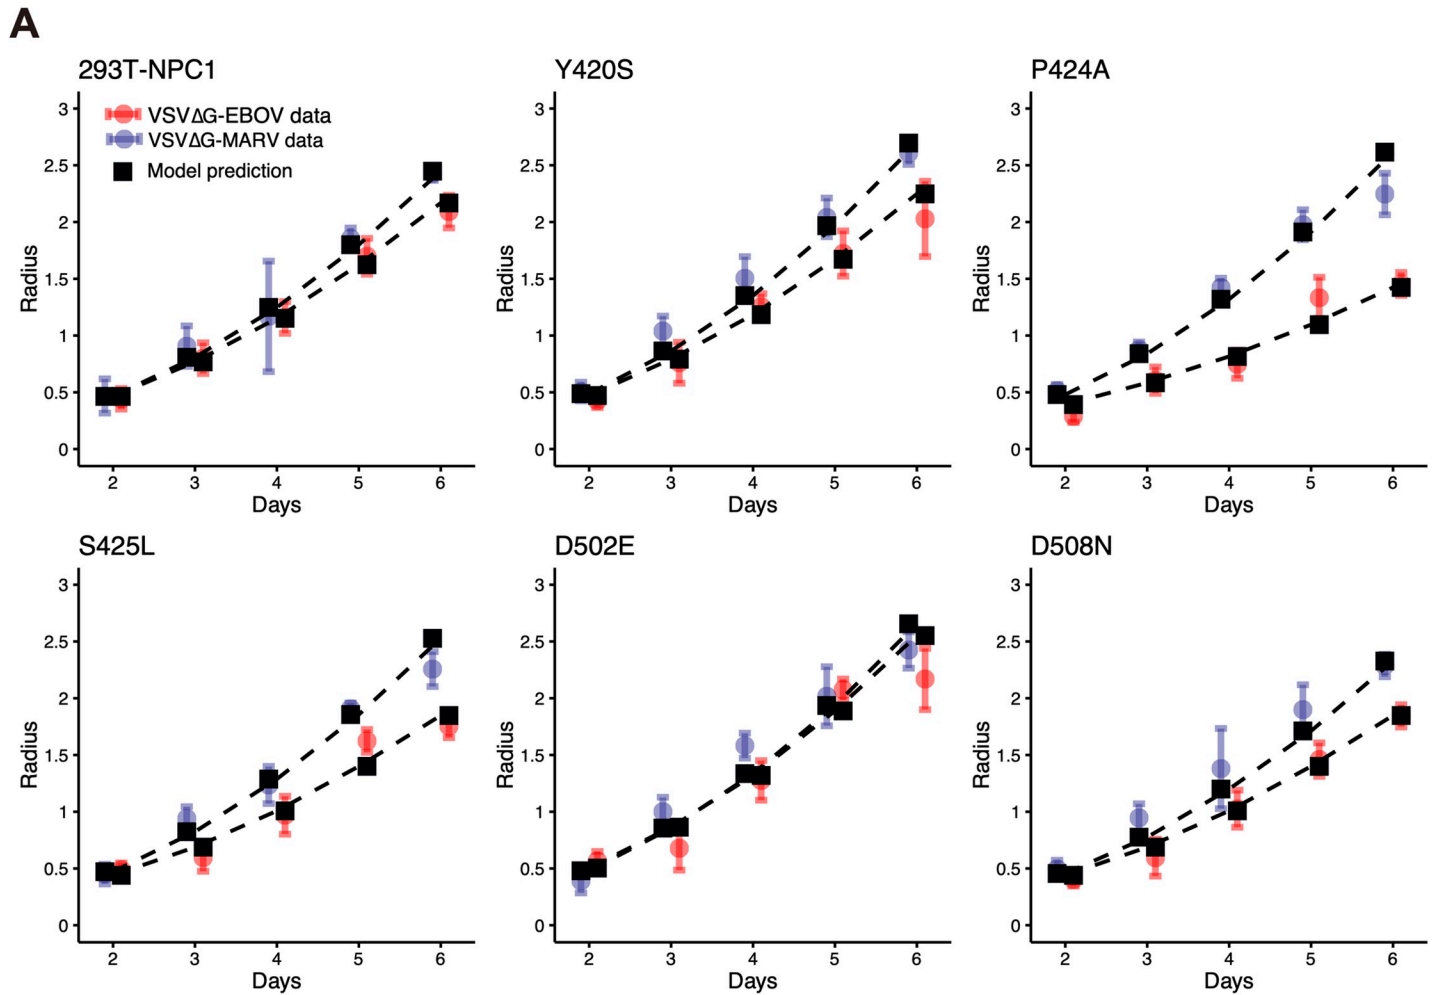 A
293T-NPC1
Y420S
P424A
VSVΔG-EBOV data
VSVΔG-MARV data
Model prediction
Radius
3
2.5
2
1.5
1
0.5
0
2 3 4 5 6
Days
Radius
3
2.5
2
1.5
1
0.5
0
2 3 4 5 6
Days
Radius
3
2.5
2
1.5
1
0.5
0
2 3 4 5 6
Days
S425L
D502E
D508N
Radius
3
2.5
2
1.5
1
0.5
0
2 3 4 5 6
Days
Radius
3
2.5
2
1.5
1
0.5
0
2 3 4 5 6
Days
Radius
3
2.5
2
1.5
1
0.5
0
2 3 4 5 6
Days